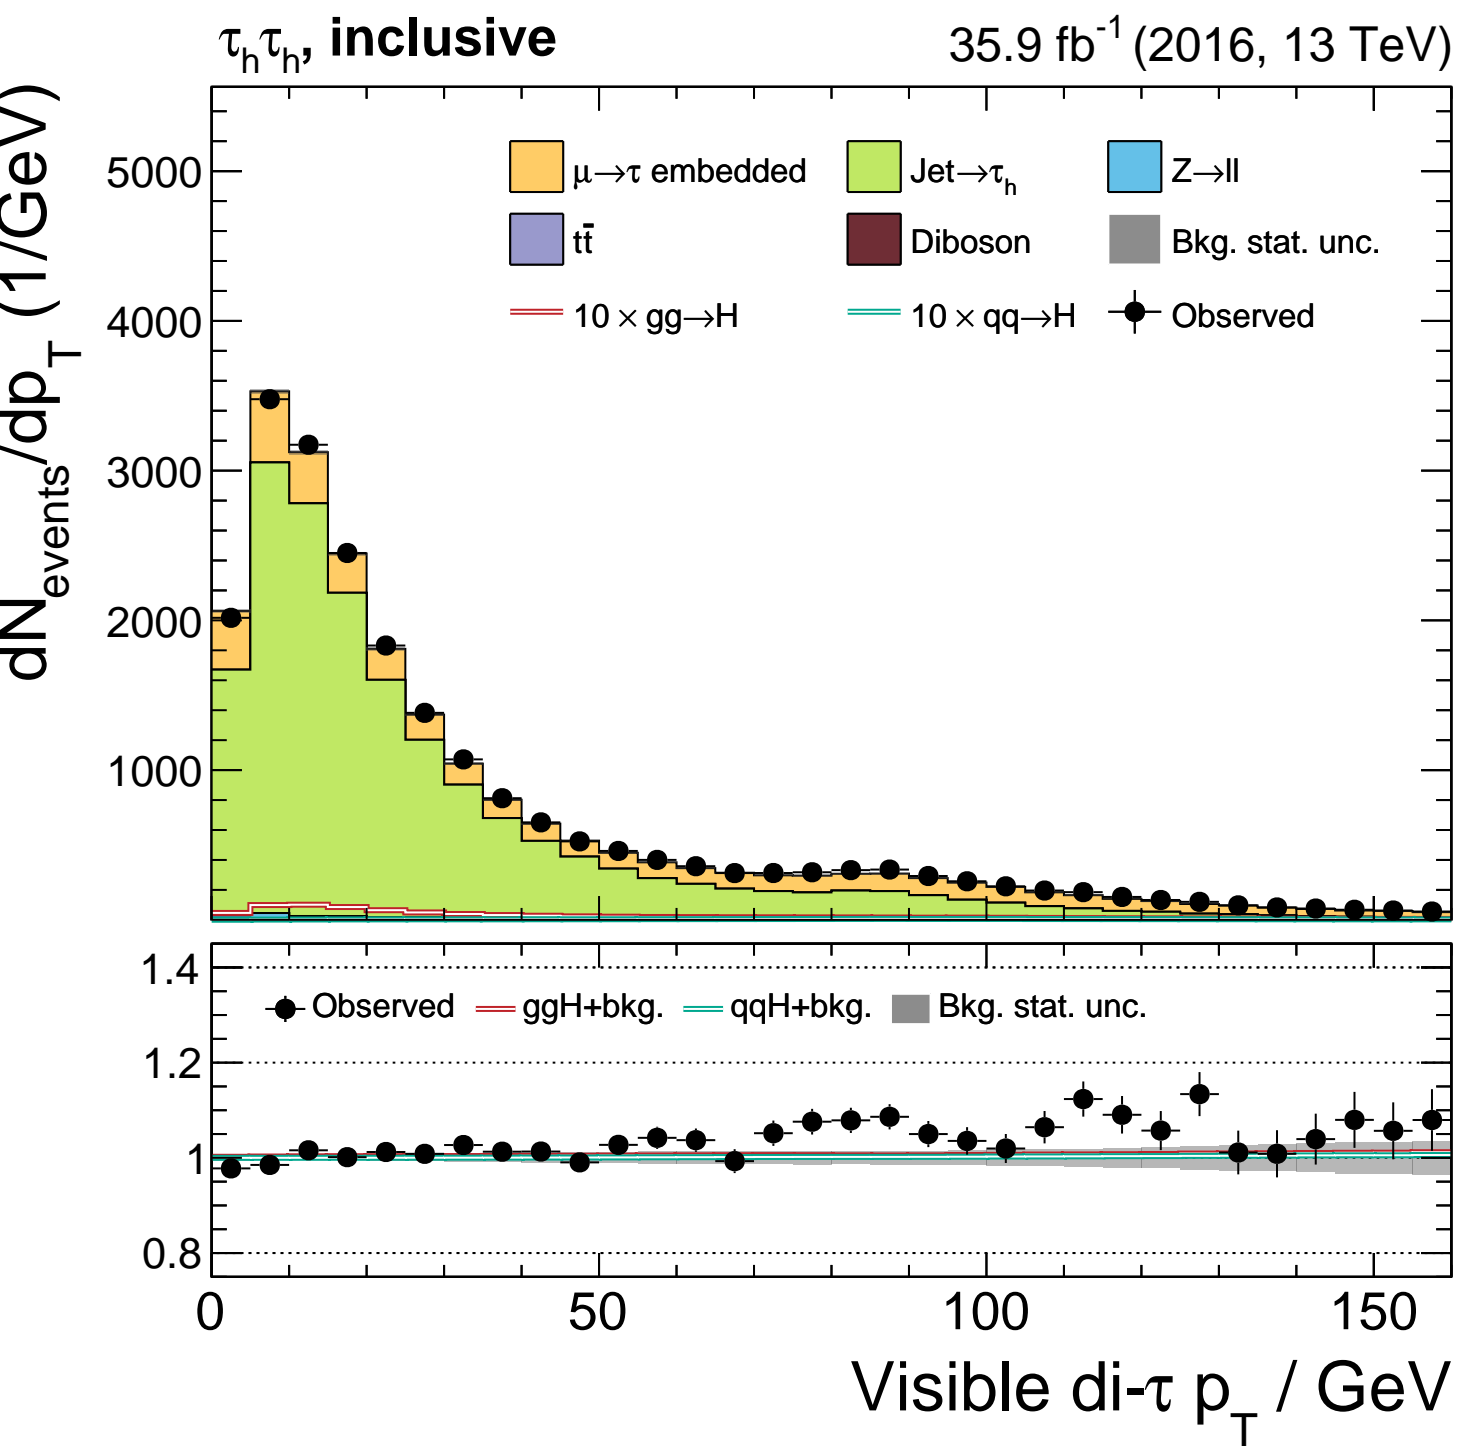 τhτh, inclusive 35.9 fb-1 (2016, 13 TeV)
dNevents/dpT (1/GeV)
5000
4000
3000
2000
1000
μ→τ embedded Jet→τh Z→ll
tt̄ Diboson Bkg. stat. unc.
10 × gg→H 10 × qq→H Observed
1.4
1.2
1
0.8
Observed ggH+bkg. qqH+bkg. Bkg. stat. unc.
0 50 100 150
Visible di-τ pT / GeV